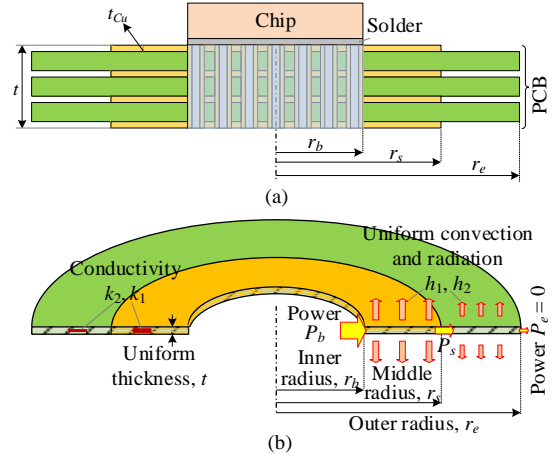 t_Cu
Chip
Solder
t
PCB
r_b
r_s
r_e
(a)
Uniform convection
and radiation
h_1, h_2
Conductivity
k_2, k_1
Power
P_b
P_s
Power P_e = 0
Uniform
thickness, t
Inner
radius, r_b
Middle
radius, r_s
Outer radius, r_e
(b)